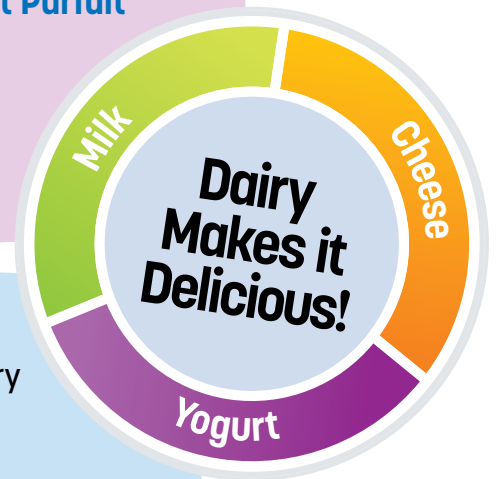 t Parfait
Milk
Cheese
Dairy
Makes it
Delicious!
ry
Yogurt